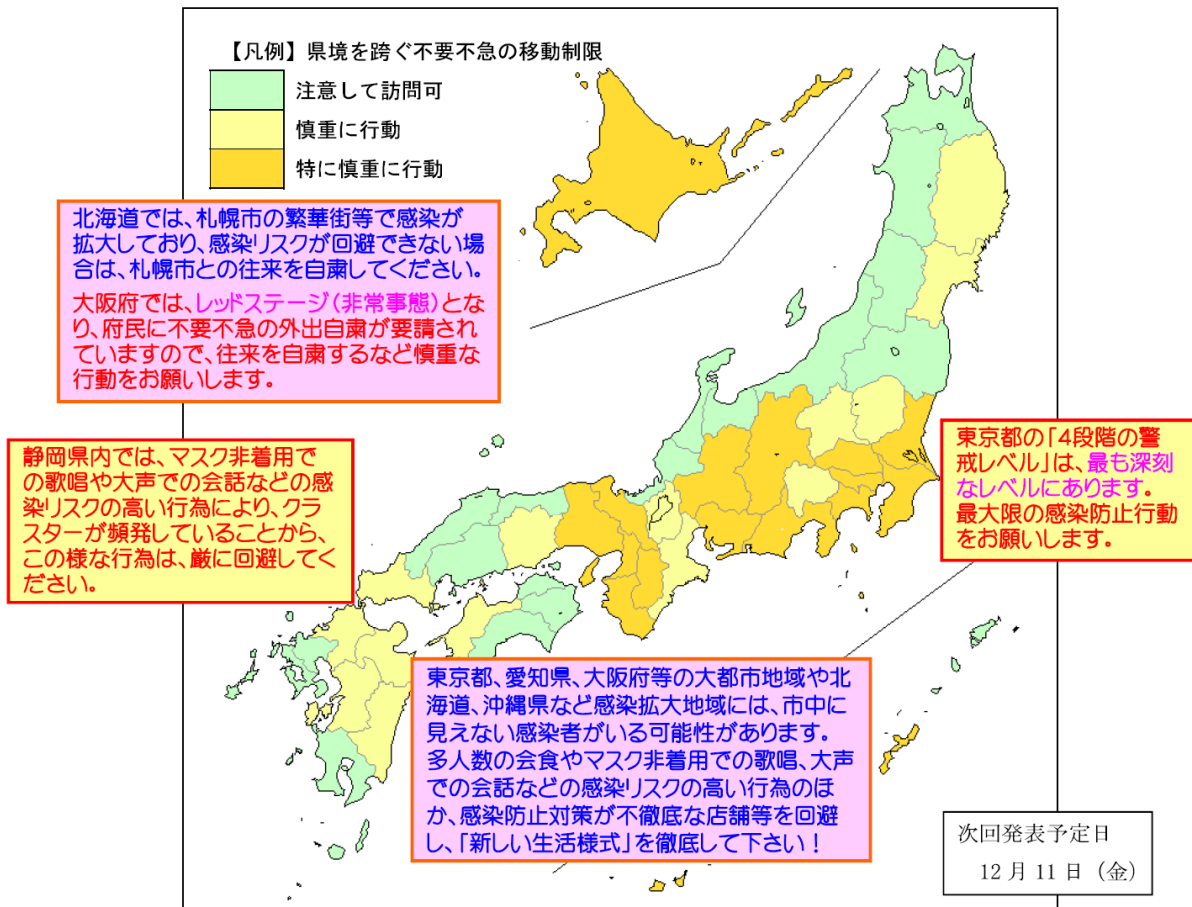 【凡例】県境を跨ぐ不要不急の移動制限
注意して訪問可
慎重に行動
特に慎重に行動
北海道では、札幌市の繁華街等で感染が
拡大しており、感染リスクが回避できない場
合は、札幌市との往来を自粛してください。
大阪府では、レッドステージ(非常事態)とな
り、府民に不要不急の外出自粛が要請され
ていますので、往来を自粛するなど慎重な
行動をお願いします。
静岡県内では、マスク非着用で
の歌唱や大声での会話などの感
染リスクの高い行為により、クラ
スターが頻発していることから、
この様な行為は、厳に回避してく
ださい。
東京都の「4段階の警
戒レベル」は、最も深刻
なレベルにあります。
最大限の感染防止行動
をお願いします。
東京都、愛知県、大阪府等の大都市地域や北
海道、沖縄県など感染拡大地域には、市中に
見えない感染者がいる可能性があります。
多人数の会食やマスク非着用での歌唱、大声
での会話などの感染リスクの高い行為のほ
か、感染防止対策が不徹底な店舗等を回避
し、「新しい生活様式」を徹底して下さい！
次回発表予定日
12月11日（金）